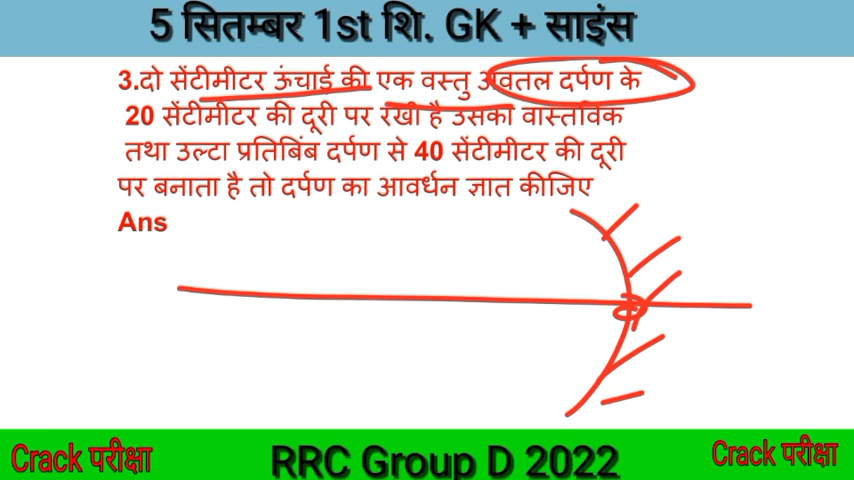 5 सितम्बर 1st शि. GK + साइंस
3.दो सेंटीमीटर ऊंचाई की एक वस्तु अवतल दर्पण के
20 सेंटीमीटर की दूरी पर रखी है उसका वास्तविक
तथा उल्टा प्रतिबिंब दर्पण से 40 सेंटीमीटर की दूरी
पर बनाता है तो दर्पण का आवर्धन ज्ञात कीजिए
Ans
Crack परीक्षा RRC Group D 2022 Crack परीक्षा